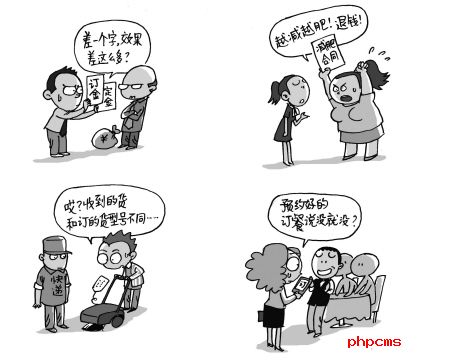 差一个字,效果
差这么多?
订金
定金
越减越肥!退钱!
减肥
合同
哎?收到的货
和订的货型号不同……
快递
预约好的
订餐说没就没?
phpcms